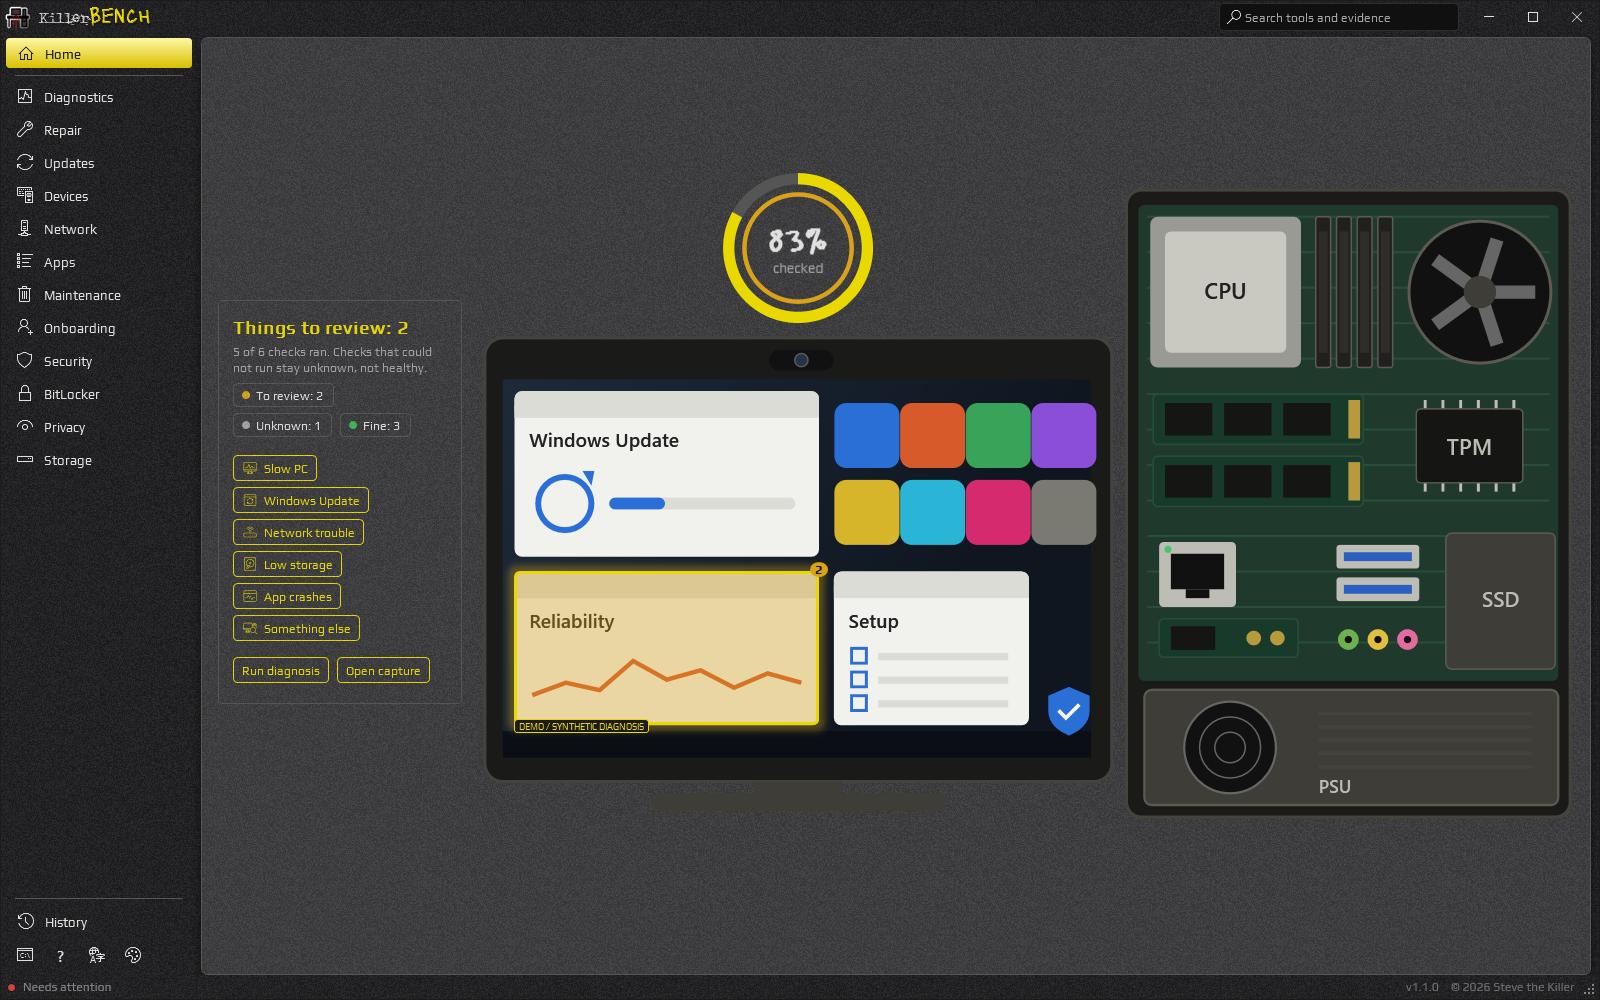 KillerBENCH
Search tools and evidence
Home
Diagnostics
Repair
Updates
Devices
Network
Apps
Maintenance
Onboarding
Security
BitLocker
Privacy
Storage
History
?
Needs attention
83%
checked
Things to review: 2
5 of 6 checks ran. Checks that could
not run stay unknown, not healthy.
To review: 2
Unknown: 1
Fine: 3
Slow PC
Windows Update
Network trouble
Low storage
App crashes
Something else
Run diagnosis
Open capture
Windows Update
2
Reliability
DEMO / SYNTHETIC DIAGNOSIS
Setup
CPU
TPM
SSD
PSU
v1.1.0
© 2026 Steve the Killer